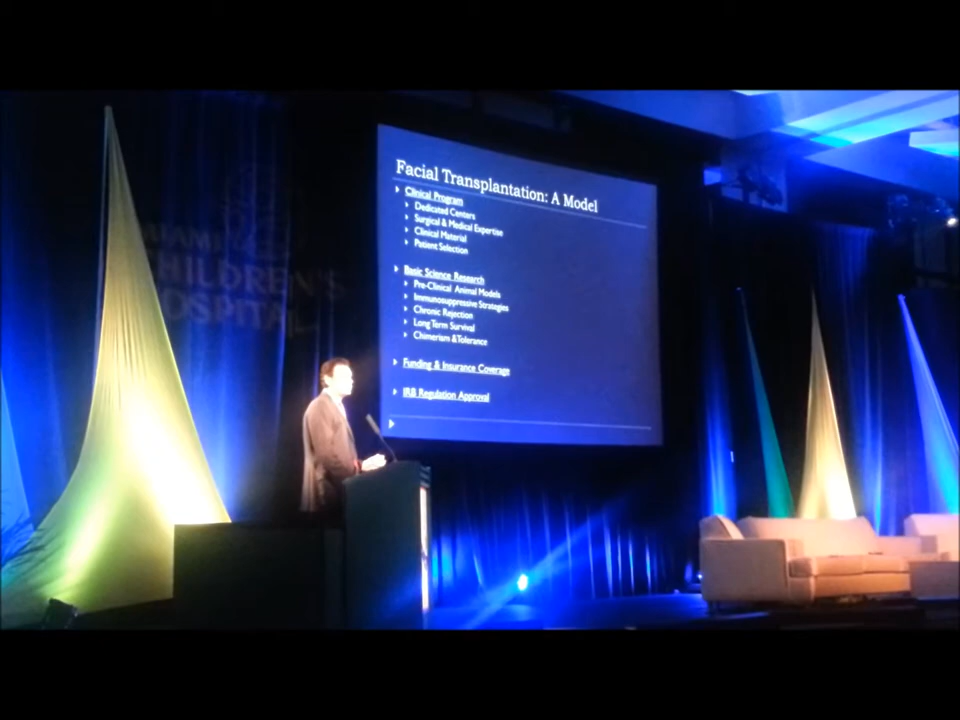 Facial Transplantation: A Model
Clinical Program
Dedicated Centers
Surgical & Medical Expertise
Clinical Material
Patient Selection
Basic Science Research
Pre-Clinical Animal Models
Immunosuppressive Strategies
Chronic Rejection
Long Term Survival
Chimerism &Tolerance
Funding & Insurance Coverage
IRB Regulation Approval
MIAMI
CHILDREN'S
HOSPITAL